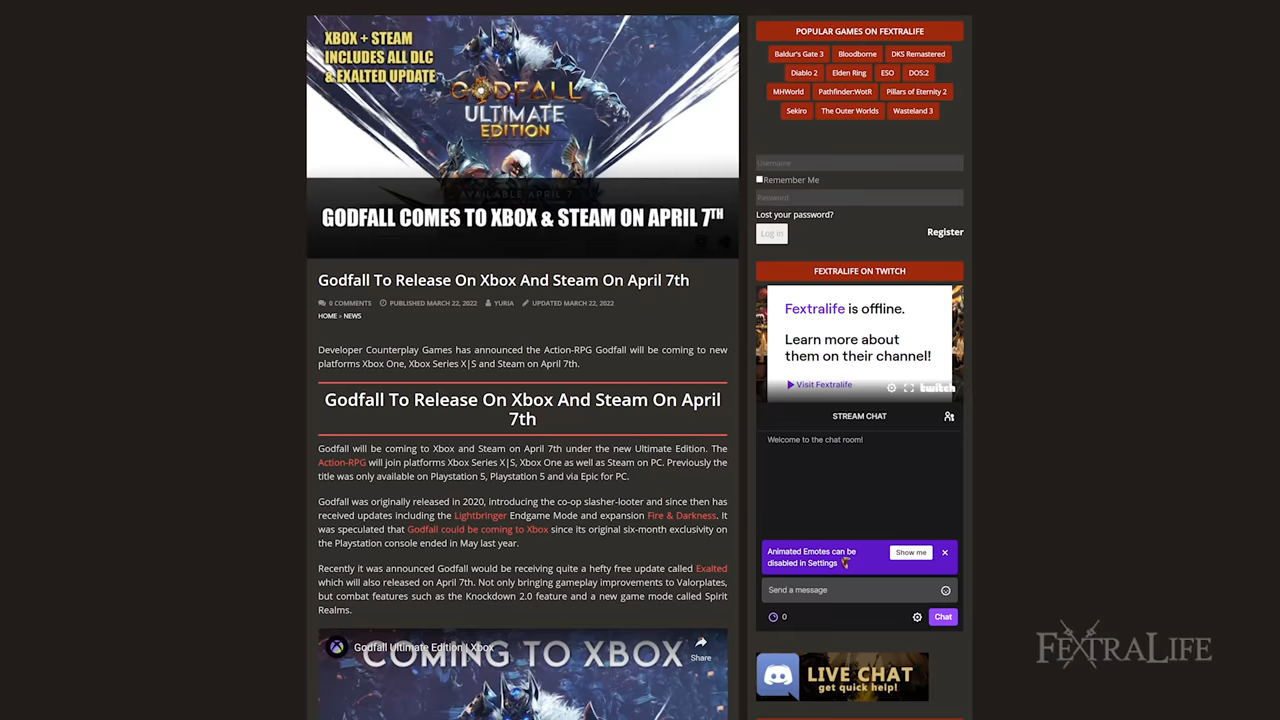 XBOX + STEAM
INCLUDES ALL DLC
& EXALTED UPDATE
GODFALL
ULTIMATE
EDITION
AVAILABLE APRIL 7
GODFALL COMES TO XBOX & STEAM ON APRIL 7TH
Godfall To Release On Xbox And Steam On April 7th
0 COMMENTS PUBLISHED MARCH 22, 2022 YURIA UPDATED MARCH 22, 2022
HOME » NEWS
Developer Counterplay Games has announced the Action-RPG Godfall will be coming to new
platforms Xbox One, Xbox Series X|S and Steam on April 7th.
Godfall To Release On Xbox And Steam On April
7th
Godfall will be coming to Xbox and Steam on April 7th under the new Ultimate Edition. The
Action-RPG will join platforms Xbox Series X|S, Xbox One as well as Steam on PC. Previously the
title was only available on Playstation 5, Playstation 5 and via Epic for PC.
Godfall was originally released in 2020, introducing the co-op slasher-looter and since then has
received updates including the Lightbringer Endgame Mode and expansion Fire & Darkness. It
was speculated that Godfall could be coming to Xbox since its original six-month exclusivity on
the Playstation console ended in May last year.
Recently it was announced Godfall would be receiving quite a hefty free update called Exalted
which will also released on April 7th. Not only bringing gameplay improvements to Valorplates,
but combat features such as the Knockdown 2.0 feature and a new game mode called Spirit
Realms.
Godfall Ultimate Edition | Xbox
COMING TO XBOX
Share
POPULAR GAMES ON FEXTRALIFE
Baldur's Gate 3 Bloodborne DKS Remastered
Diablo 2 Elden Ring ESO DOS:2
MHWorld Pathfinder:WotR Pillars of Eternity 2
Sekiro The Outer Worlds Wasteland 3
Username
Remember Me
Password
Lost your password?
Log in Register
FEXTRALIFE ON TWITCH
Fextralife is offline.
Learn more about
them on their channel!
Visit Fextralife
twitch
STREAM CHAT
Welcome to the chat room!
Animated Emotes can be
disabled in Settings
Show me
Send a message
0
Chat
LIVE CHAT
get quick help!
FEXTRALIFE